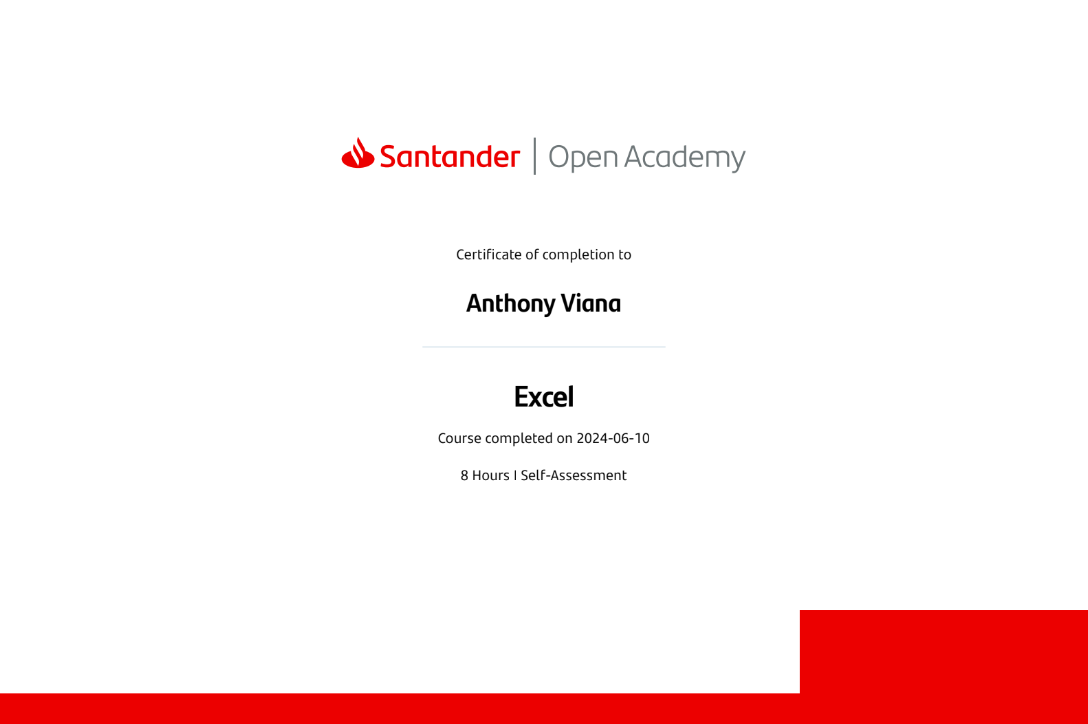 Santander | Open Academy
Certificate of completion to
Anthony Viana
Excel
Course completed on 2024-06-10
8 Hours I Self-Assessment